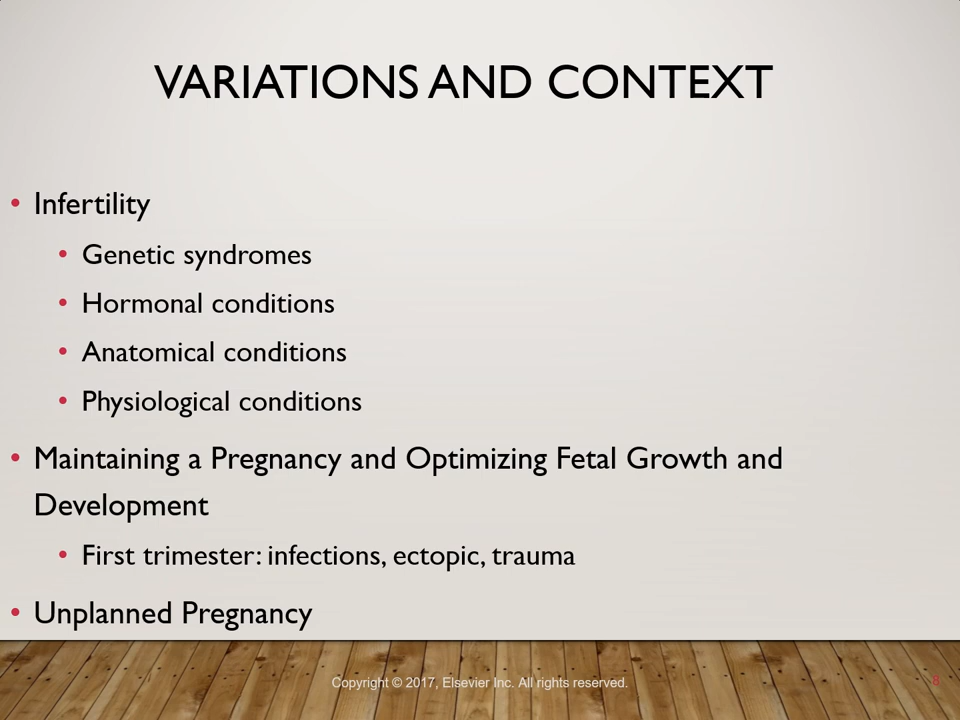 VARIATIONS AND CONTEXT
• Infertility
• Genetic syndromes
• Hormonal conditions
• Anatomical conditions
• Physiological conditions
• Maintaining a Pregnancy and Optimizing Fetal Growth and
Development
• First trimester: infections, ectopic, trauma
• Unplanned Pregnancy
Copyright © 2017, Elsevier Inc. All rights reserved.
8